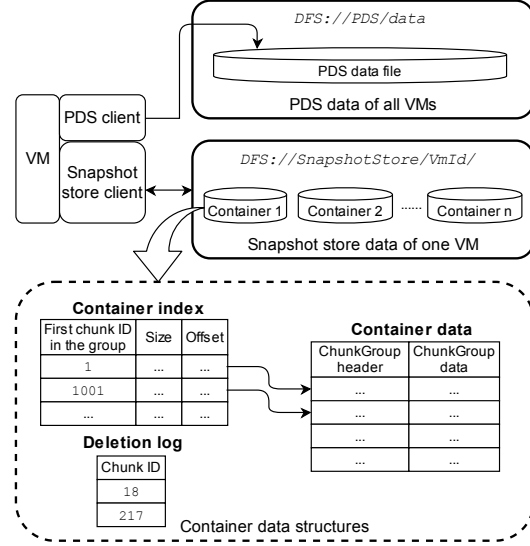 DFS://PDS/data
PDS data file
PDS data of all VMs
VM
PDS client
Snapshot
store client
DFS://SnapshotStore/VmId/
Container 1
Container 2
......
Container n
Snapshot store data of one VM
Container index
First chunk ID
in the group
Size
Offset
1
...
...
1001
...
...
...
...
...
Container data
ChunkGroup
header
ChunkGroup
data
...
...
...
...
...
...
...
...
Deletion log
Chunk ID
18
217
Container data structures